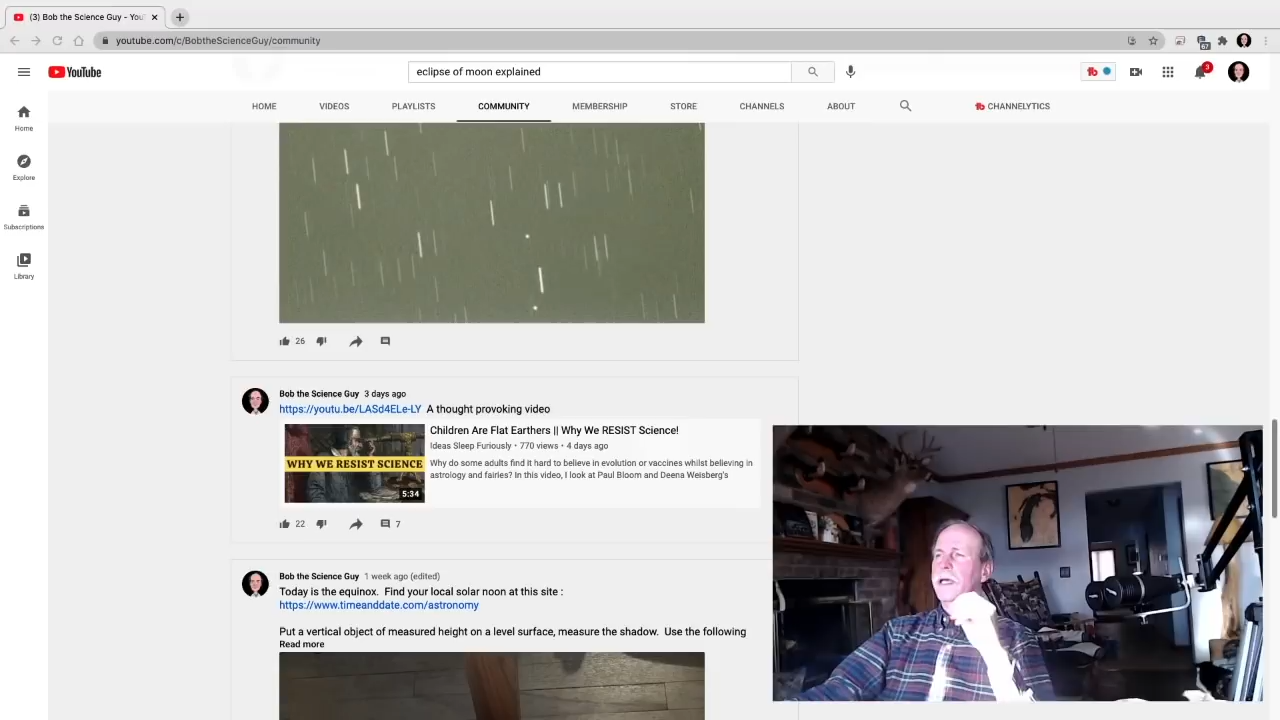 (3) Bob the Science Guy - You
youtube.com/c/BobtheScienceGuy/community
67
YouTube
eclipse of moon explained
3
HOME
VIDEOS
PLAYLISTS
COMMUNITY
MEMBERSHIP
STORE
CHANNELS
ABOUT
CHANNELYTICS
Home
Explore
Subscriptions
Library
26
Bob the Science Guy 3 days ago
https://youtu.be/LASd4ELe-LY A thought provoking video
WHY WE RESIST SCIENCE
5:34
Children Are Flat Earthers || Why We RESIST Science!
Ideas Sleep Furiously • 770 views • 4 days ago
Why do some adults find it hard to believe in evolution or vaccines whilst believing in
astrology and fairies? In this video, I look at Paul Bloom and Deena Weisberg's
22
7
Bob the Science Guy 1 week ago (edited)
Today is the equinox. Find your local solar noon at this site :
https://www.timeanddate.com/astronomy
Put a vertical object of measured height on a level surface, measure the shadow. Use the following
Read more